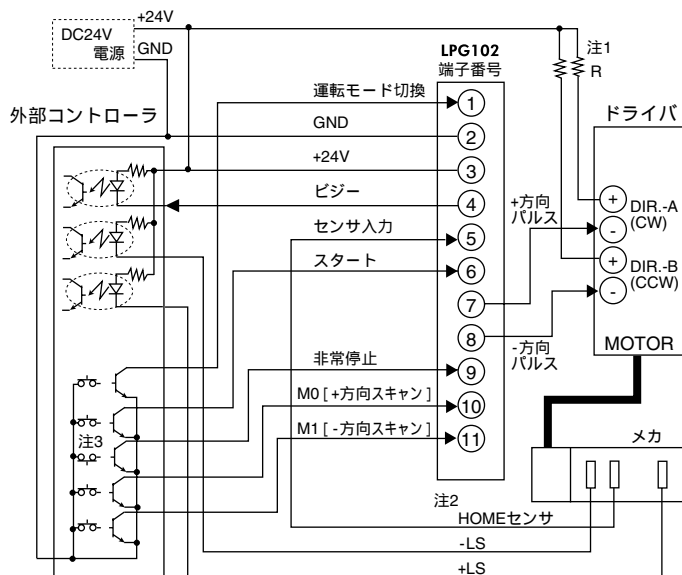 +24V
DC24V
電源
GND
注1
R
LPG102
端子番号
ドライバ
外部コントローラ
運転モード切換
1
GND
2
+24V
3
ビジー
4
センサ入力
5
スタート
6
7
8
非常停止
9
M0 [ +方向スキャン ]
10
M1 [ -方向スキャン ]
11
+方向
パルス
-方向
パルス
+
DIR.-A
(CW)
-
+
DIR.-B
(CCW)
-
MOTOR
メカ
注3
注2
HOMEセンサ
-LS
+LS